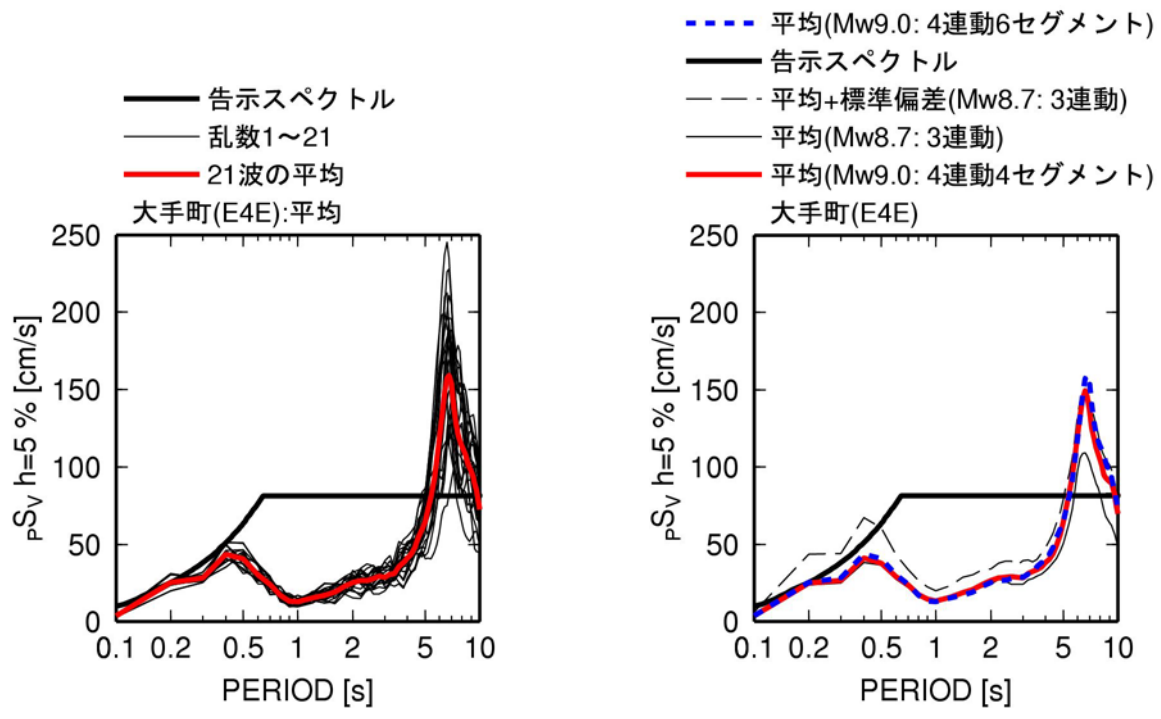 告示スペクトル
乱数1～21
21波の平均
大手町(E4E):平均
250
200
150
100
50
0
PSV h=5 % [cm/s]
0.1 0.2 0.5 1 2 5 10
PERIOD [s]
平均(Mw9.0: 4連動6セグメント)
告示スペクトル
平均+標準偏差(Mw8.7: 3連動)
平均(Mw8.7: 3連動)
平均(Mw9.0: 4連動4セグメント)
大手町(E4E)
250
200
150
100
50
0
PSV h=5 % [cm/s]
0.1 0.2 0.5 1 2 5 10
PERIOD [s]